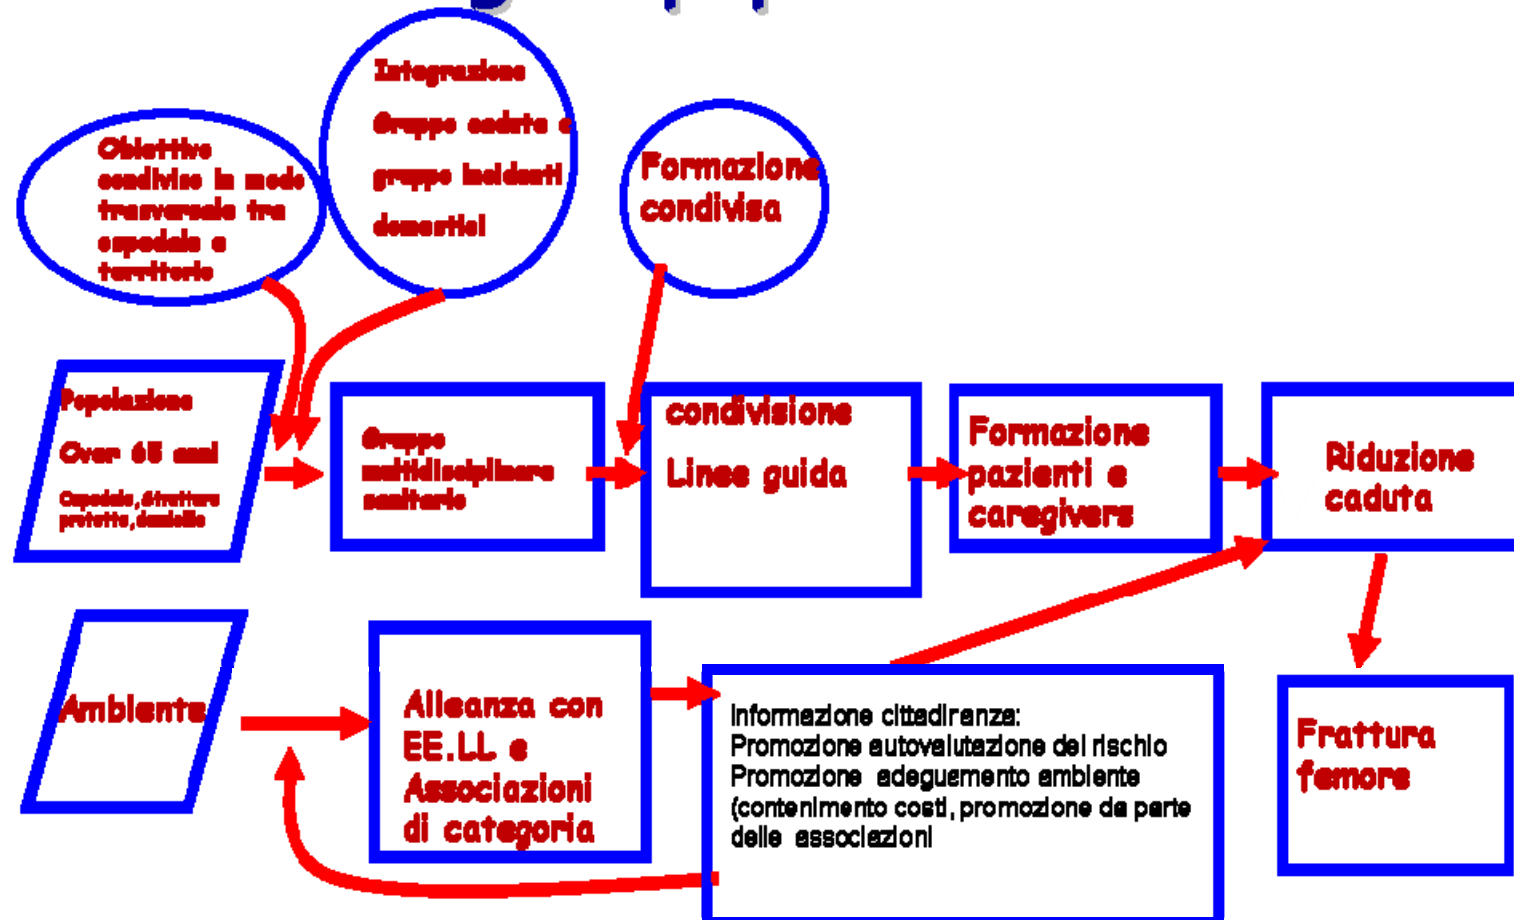 Obiettivo
condiviso in modo
trasversale tra
ospedale e
territorio
Integrazione
Gruppo cadute e
gruppo incidenti
domestici
Formazione
condivisa
Popolazione
Over 65 anni
Ospedale, Struttura
protetta, domicilio
Gruppo
multidisciplinare
sanitario
condivisione
Linee guida
Formazione
pazienti e
caregivers
Riduzione
caduta
Ambiente
Alleanza con
EE.LL e
Associazioni
di categoria
Informazione cittadinanza:
Promozione autovalutazione del rischio
Promozione adeguamento ambiente
(contenimento costi, promozione da parte
delle associazioni
Frattura
femore